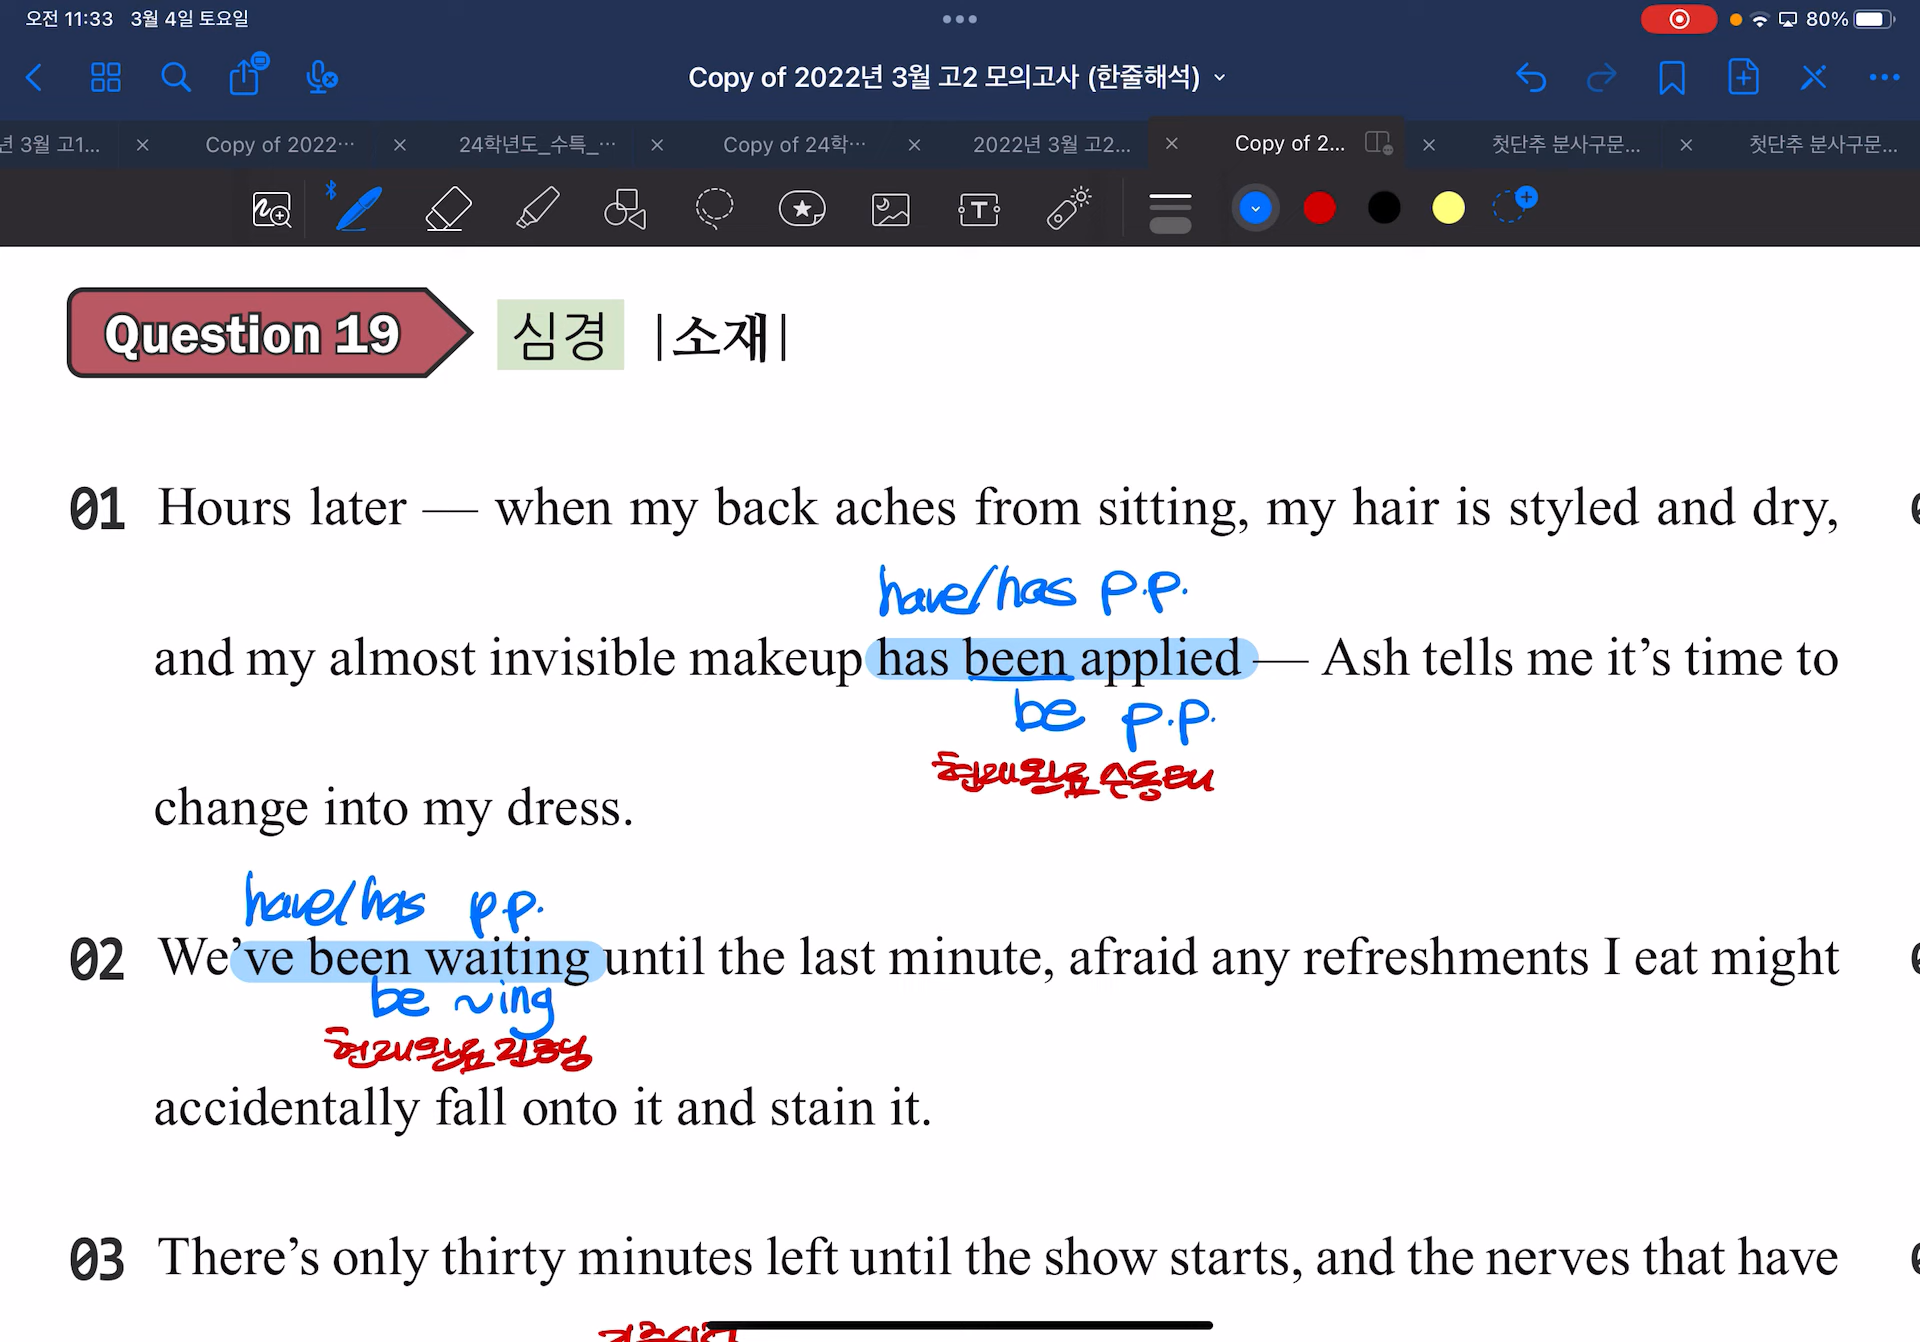 오전 11:33 3월 4일 토요일
80%
Copy of 2022년 3월 고2 모의고사 (한줄해석)
년 3월 고1...
Copy of 2022···
24학년도_수특_···
Copy of 24학···
2022년 3월 고2...
Copy of 2...
첫단추 분사구문...
첫단추 분사구문...
Question 19 심경 |소재|
01 Hours later — when my back aches from sitting, my hair is styled and dry,
have/has p.p.
and my almost invisible makeup has been applied — Ash tells me it's time to
be p.p.
현재완료 수동태
change into my dress.
have/has p.p.
02 We've been waiting until the last minute, afraid any refreshments I eat might
be ~ing
현재완료 진행형
accidentally fall onto it and stain it.
03 There's only thirty minutes left until the show starts, and the nerves that have